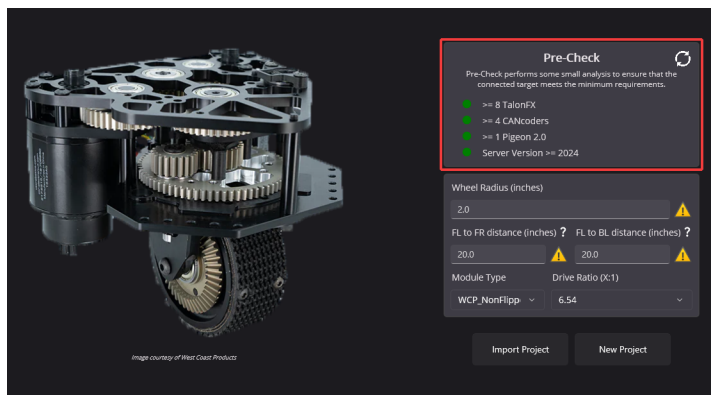 Pre-Check
Pre-Check performs some small analysis to ensure that the
connected target meets the minimum requirements.
>= 8 TalonFX
>= 4 CANcoders
>= 1 Pigeon 2.0
Server Version >= 2024
Wheel Radius (inches)
2.0
FL to FR distance (inches) ? FL to BL distance (inches) ?
20.0 20.0
Module Type Drive Ratio (X:1)
WCP_NonFlipp 6.54
Import Project New Project
Image courtesy of West Coast Products